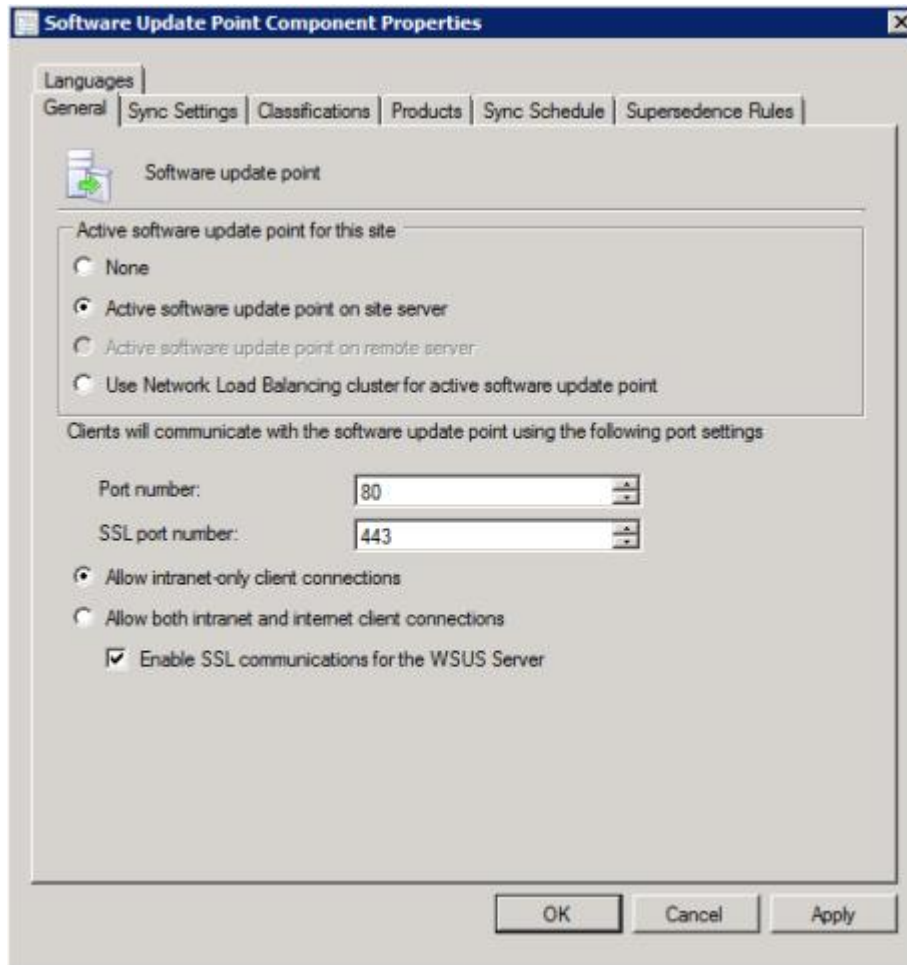 Software Update Point Component Properties
Languages
General
Sync Settings
Classifications
Products
Sync Schedule
Supersedence Rules
Software update point
Active software update point for this site
None
Active software update point on site server
Active software update point on remote server
Use Network Load Balancing cluster for active software update point
Clients will communicate with the software update point using the following port settings
Port number: 80
SSL port number: 443
Allow intranet-only client connections
Allow both intranet and internet client connections
Enable SSL communications for the WSUS Server
OK Cancel Apply